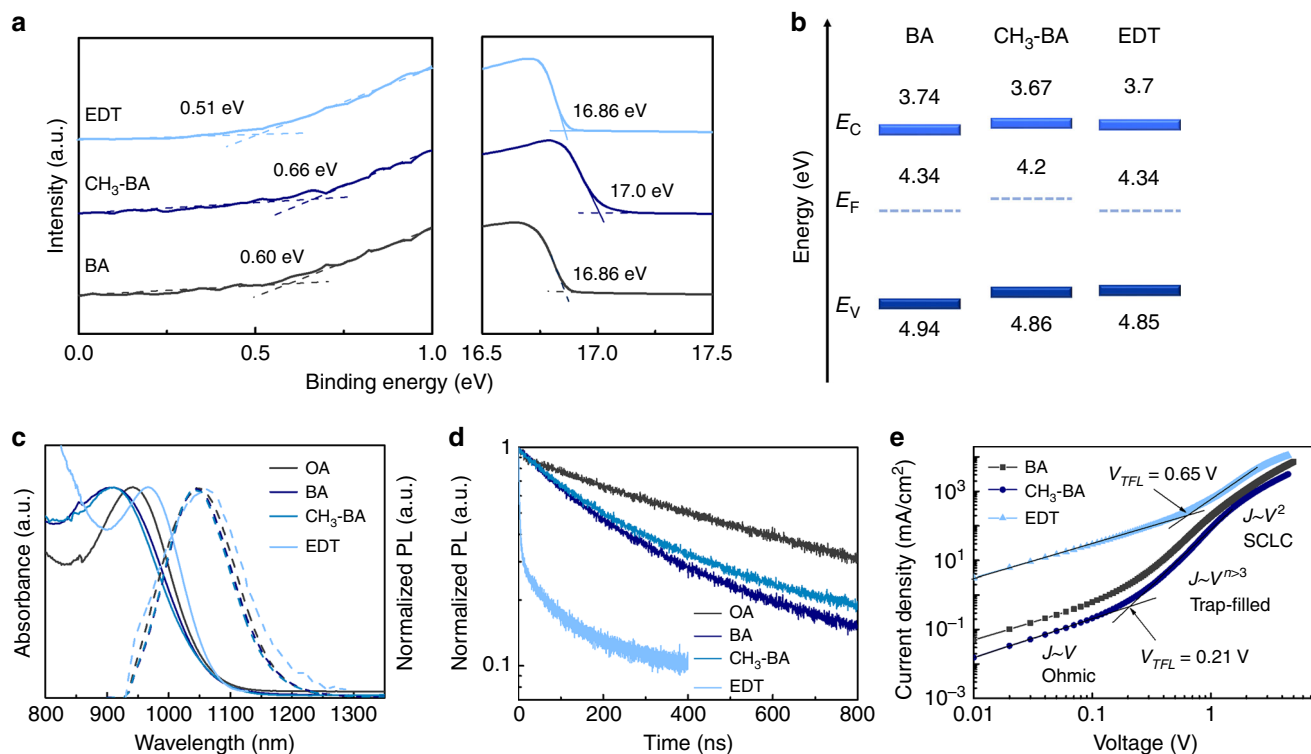 a
Intensity (a.u.)
EDT
0.51 eV
CH₃-BA
0.66 eV
BA
0.60 eV
16.86 eV
17.0 eV
16.86 eV
0.0 0.5 1.0
16.5 17.0 17.5
Binding energy (eV)
b
Energy (eV)
BA CH₃-BA EDT
3.74 3.67 3.7
E_C
4.34 4.2 4.34
E_F
E_V
4.94 4.86 4.85
c
Absorbance (a.u.)
Normalized PL (a.u.)
OA
BA
CH₃-BA
EDT
800 900 1000 1100 1200 1300
Wavelength (nm)
d
Normalized PL (a.u.)
1
0.1
OA
BA
CH₃-BA
EDT
0 200 400 600 800
Time (ns)
e
Current density (mA/cm²)
10³
10¹
10⁻¹
10⁻³
BA
CH₃-BA
EDT
V_TFL = 0.65 V
J~V²
SCLC
J~Vⁿ>³
Trap-filled
J~V
Ohmic
V_TFL = 0.21 V
0.01 0.1 1
Voltage (V)